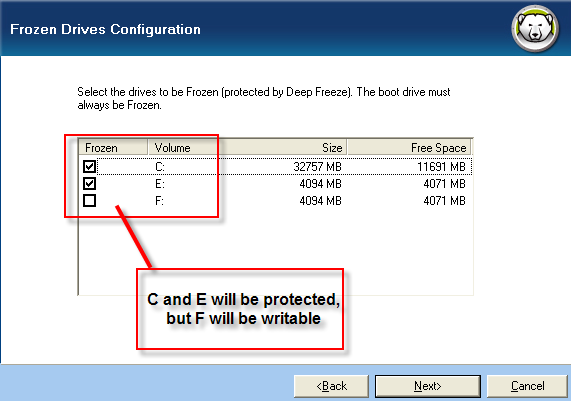 Frozen Drives Configuration
Select the drives to be Frozen (protected by Deep Freeze). The boot drive must
always be Frozen.
Frozen Volume Size Free Space
C: 32757 MB 11691 MB
E: 4094 MB 4071 MB
F: 4094 MB 4071 MB
C and E will be protected,
but F will be writable
<Back Next> Cancel